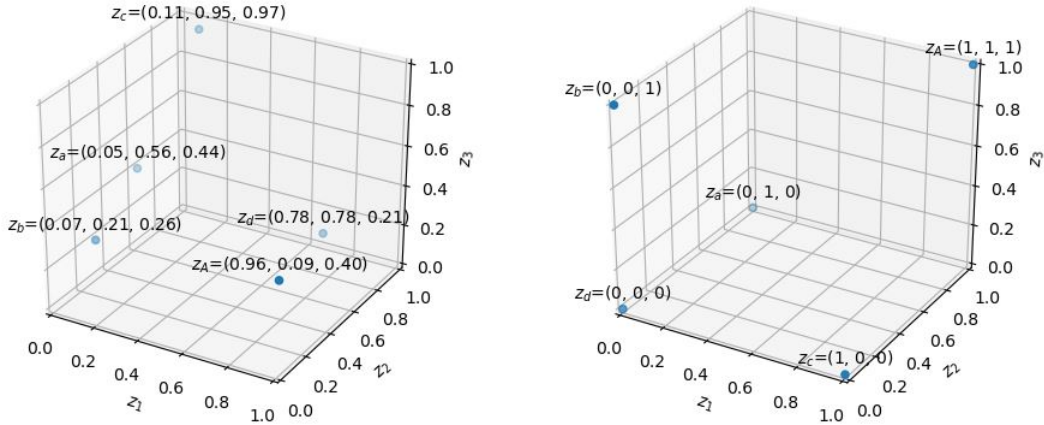 z_c=(0.11, 0.95, 0.97)
z_a=(0.05, 0.56, 0.44)
z_b=(0.07, 0.21, 0.26)
z_d=(0.78, 0.78, 0.21)
z_A=(0.96, 0.09, 0.40)
1.0
0.8
0.6
0.4
0.2
0.0
z_3
0.0
0.2
0.4
0.6
0.8
1.0
z_1
0.0
0.2
0.4
0.6
0.8
1.0
z_2
z_A=(1, 1, 1)
z_b=(0, 0, 1)
z_a=(0, 1, 0)
z_d=(0, 0, 0)
z_c=(1, 0, 0)
1.0
0.8
0.6
0.4
0.2
0.0
z_3
0.0
0.2
0.4
0.6
0.8
1.0
z_1
0.0
0.2
0.4
0.6
0.8
1.0
z_2